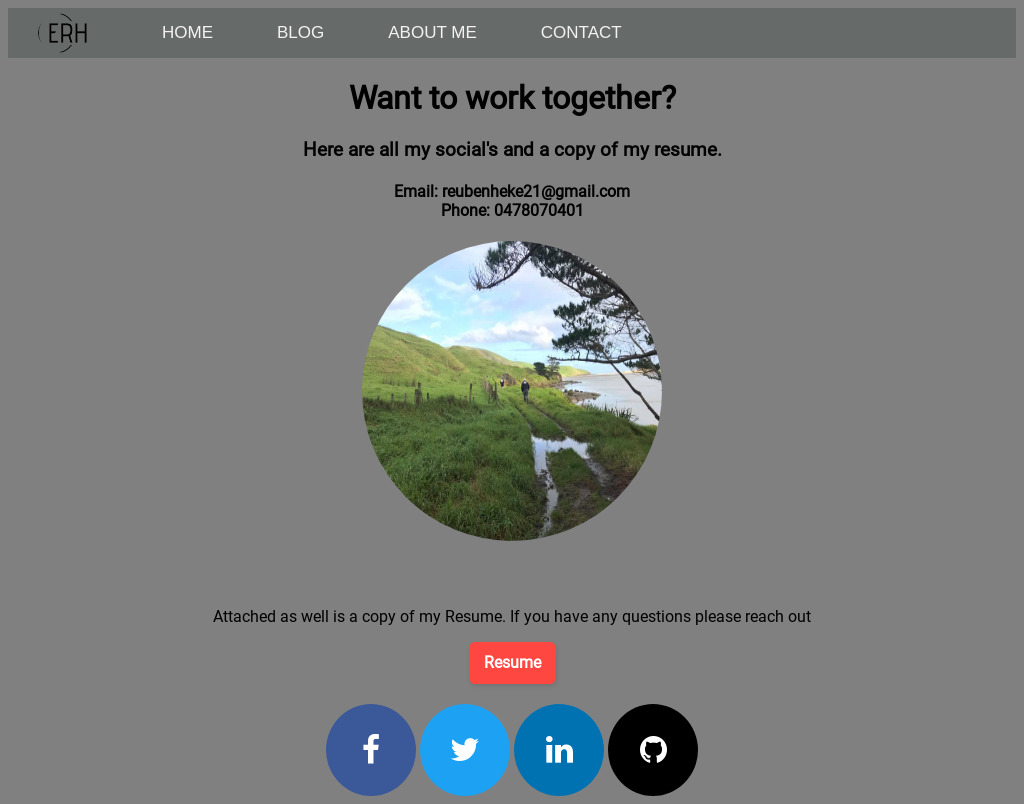 ERH HOME BLOG ABOUT ME CONTACT
Want to work together?
Here are all my social's and a copy of my resume.
Email: reubenheke21@gmail.com
Phone: 0478070401
Attached as well is a copy of my Resume. If you have any questions please reach out
Resume